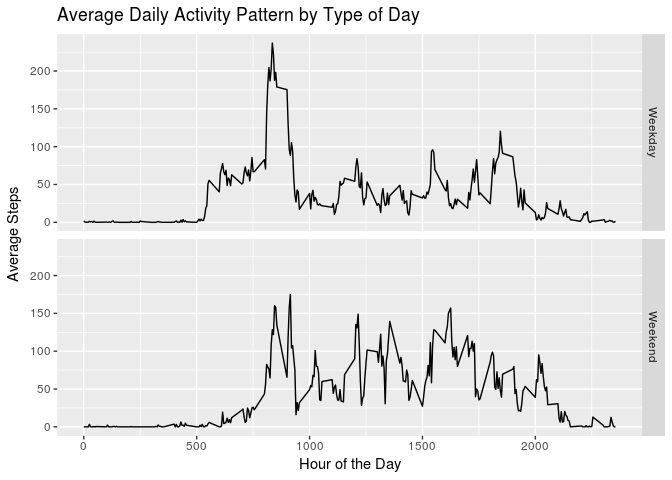 Average Daily Activity Pattern by Type of Day
Average Steps
200
150
100
50
0
Weekday
200
150
100
50
0
Weekend
0 500 1000 1500 2000
Hour of the Day